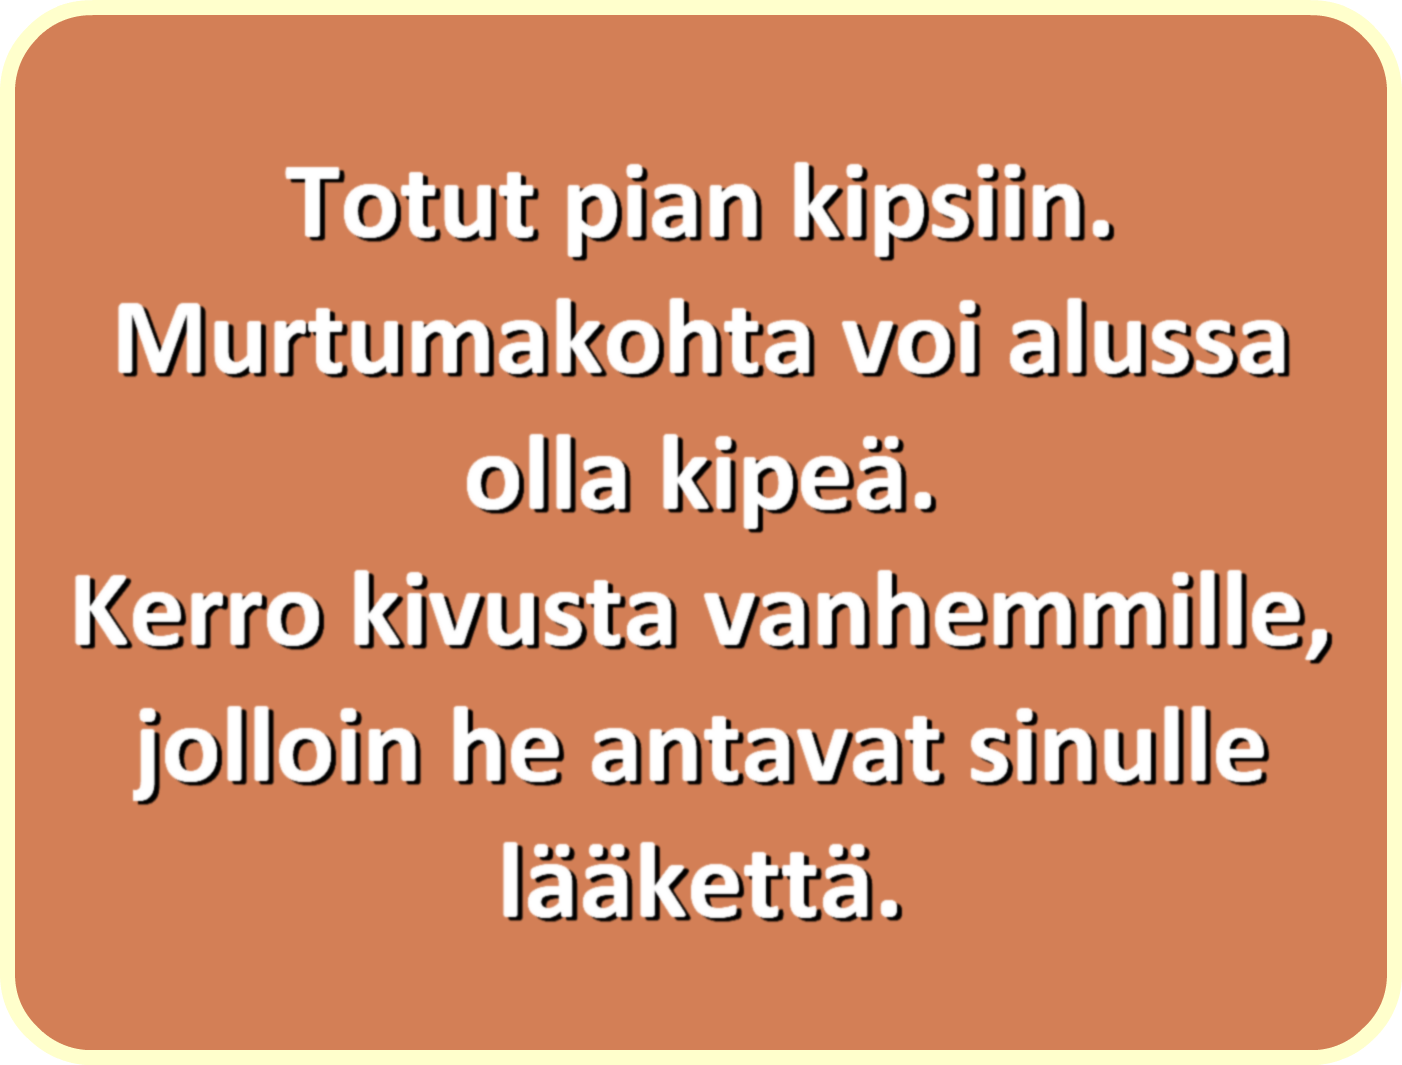 Totut pian kipsiin.
Murtumakohta voi alussa
olla kipeä.
Kerro kivusta vanhemmille,
jolloin he antavat sinulle
lääkettä.